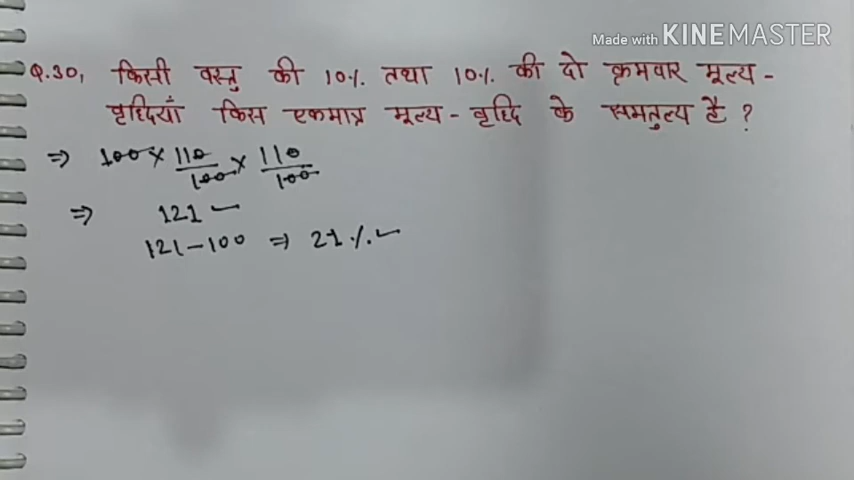 Made with KINEMASTER
Q.30, किसी वस्तु की 10% तथा 10% की दो क्रमवार मूल्य-
वृध्दियाँ किस एकमात्र मूल्य-वृध्दि के समतुल्य है ?
⇒ 100 × 110/100 × 110/100
⇒ 121 ✓
121-100 ⇒ 21% ✓